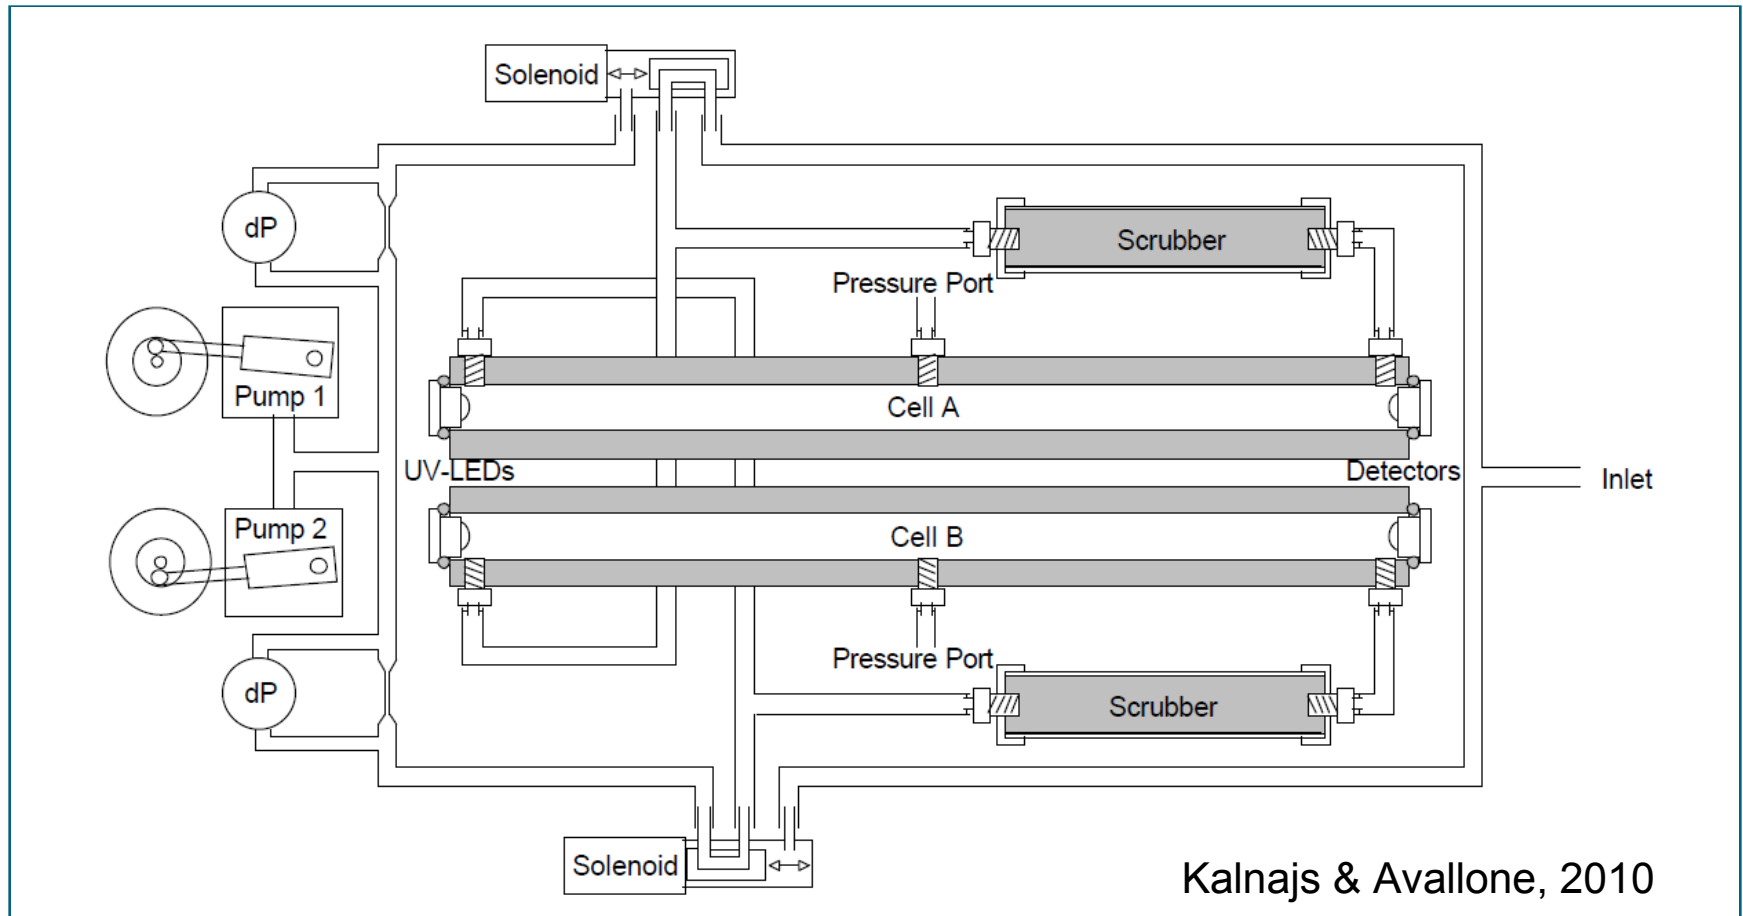 Solenoid
dP
Scrubber
Pressure Port
Pump 1
Cell A
UV-LEDs
Detectors
Inlet
Pump 2
Cell B
Pressure Port
dP
Scrubber
Solenoid
Kalnajs & Avallone, 2010